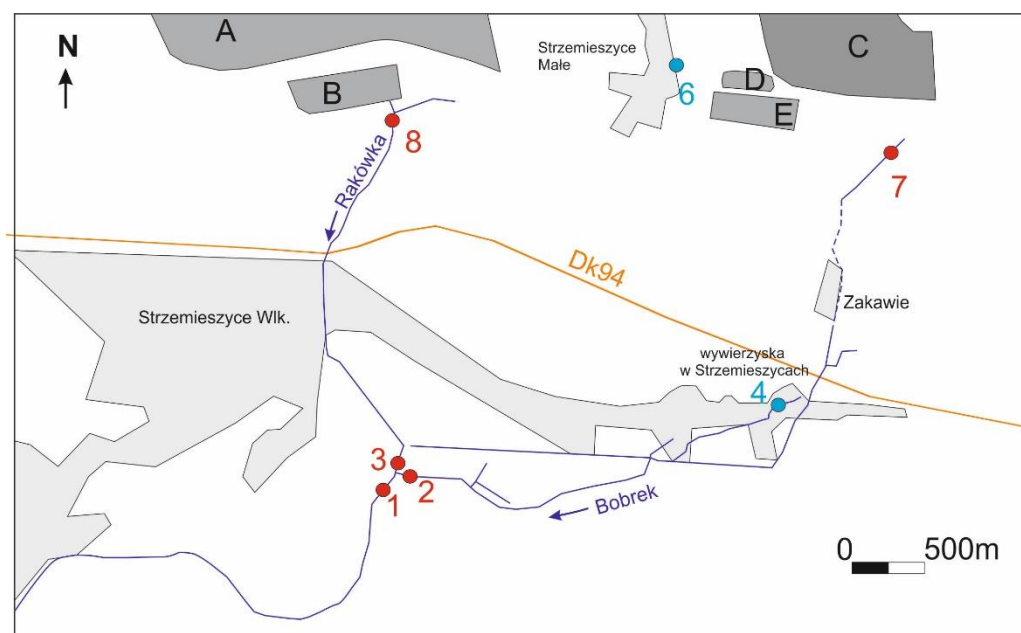 A
N
Strzemieszyce
Małe
C
B
D
6
E
8
7
Rakówka
Dk94
Zakawie
Strzemieszyce Wlk.
wywierzyska
w Strzemieszycach
4
3
2
1
Bobrek
0 500m